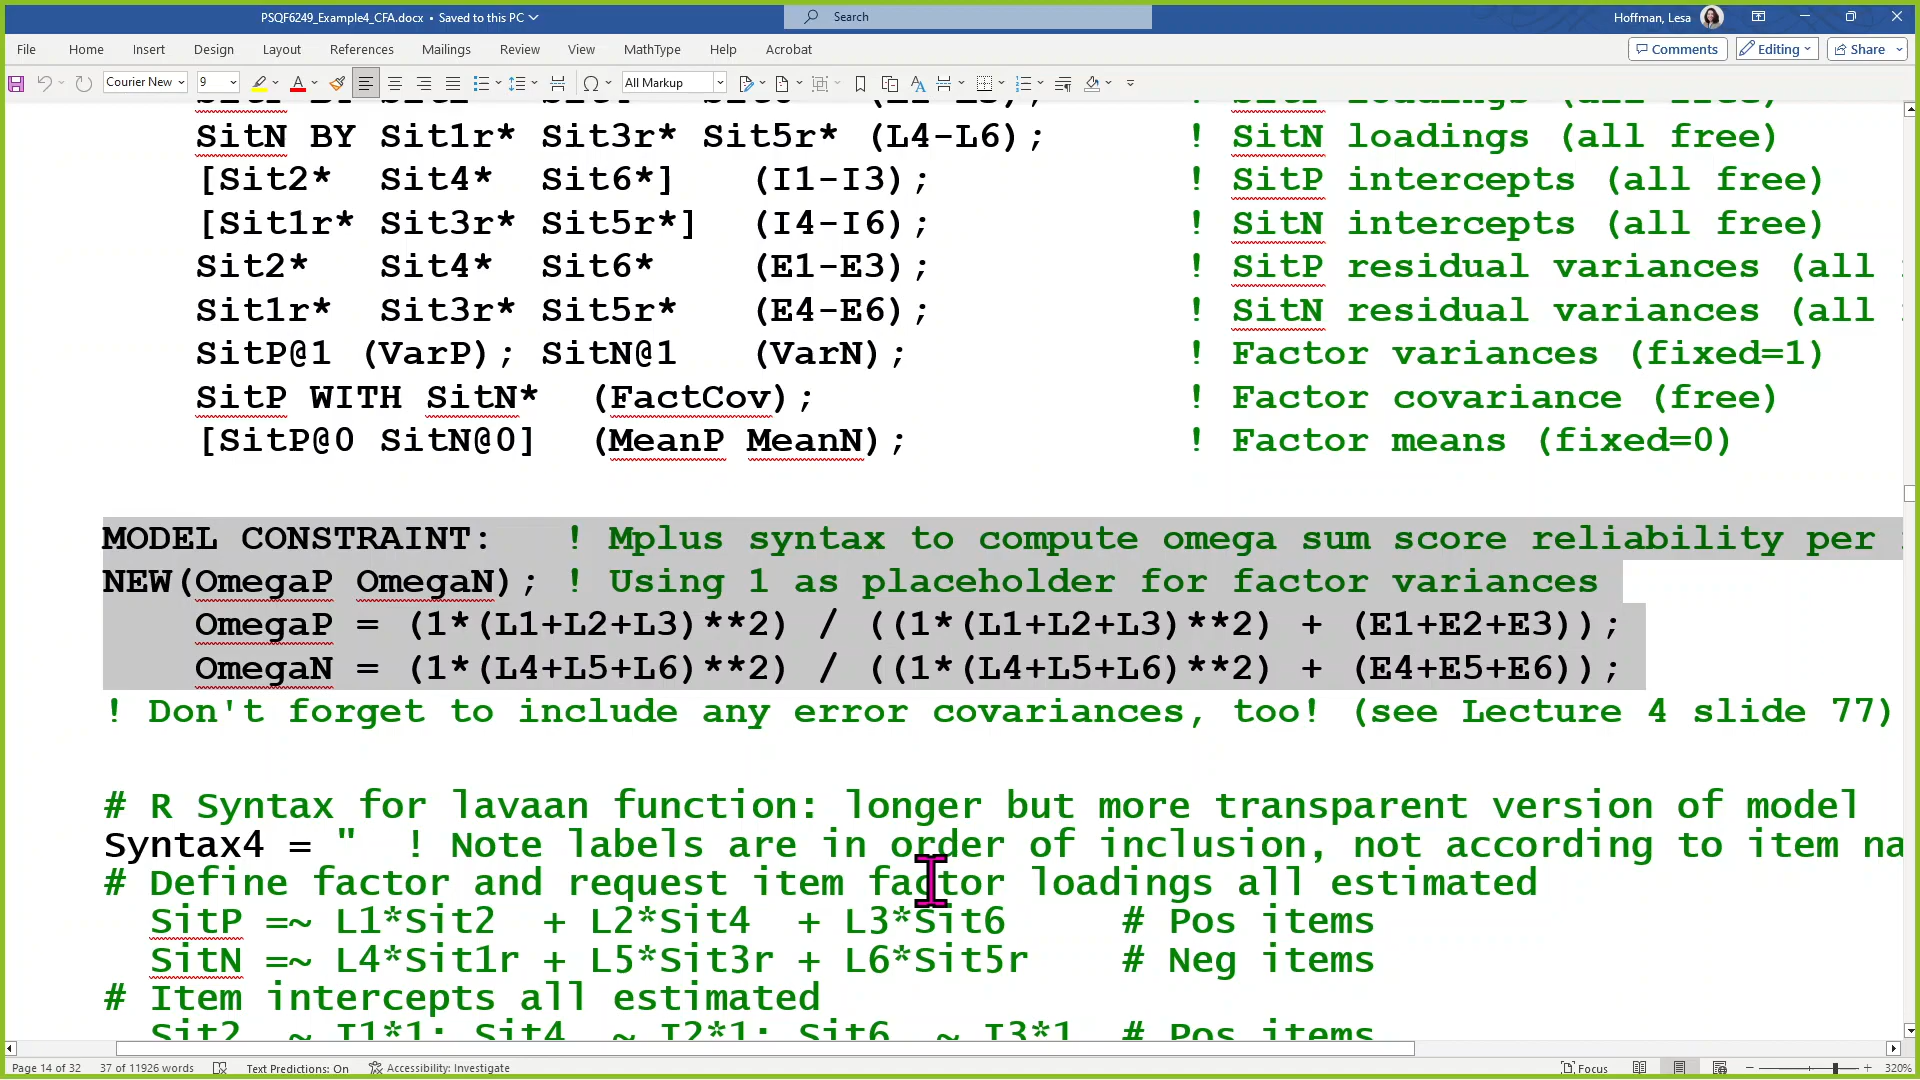 PSQF6249_Example4_CFA.docx • Saved to this PC
Search
Hoffman, Lesa
File Home Insert Design Layout References Mailings Review View MathType Help Acrobat
Comments Editing Share
Courier New 9 All Markup
SitN BY Sit1r* Sit3r* Sit5r* (L4-L6); ! SitN loadings (all free)
[Sit2* Sit4* Sit6*] (I1-I3); ! SitP intercepts (all free)
[Sit1r* Sit3r* Sit5r*] (I4-I6); ! SitN intercepts (all free)
Sit2* Sit4* Sit6* (E1-E3); ! SitP residual variances (all
Sit1r* Sit3r* Sit5r* (E4-E6); ! SitN residual variances (all
SitP@1 (VarP); SitN@1 (VarN); ! Factor variances (fixed=1)
SitP WITH SitN* (FactCov); ! Factor covariance (free)
[SitP@0 SitN@0] (MeanP MeanN); ! Factor means (fixed=0)
MODEL CONSTRAINT: ! Mplus syntax to compute omega sum score reliability per
NEW(OmegaP OmegaN); ! Using 1 as placeholder for factor variances
OmegaP = (1*(L1+L2+L3)**2) / ((1*(L1+L2+L3)**2) + (E1+E2+E3));
OmegaN = (1*(L4+L5+L6)**2) / ((1*(L4+L5+L6)**2) + (E4+E5+E6));
! Don't forget to include any error covariances, too! (see Lecture 4 slide 77)
# R Syntax for lavaan function: longer but more transparent version of model
Syntax4 = " ! Note labels are in order of inclusion, not according to item na
# Define factor and request item factor loadings all estimated
SitP =~ L1*Sit2 + L2*Sit4 + L3*Sit6 # Pos items
SitN =~ L4*Sit1r + L5*Sit3r + L6*Sit5r # Neg items
# Item intercepts all estimated
Sit2 ~ I1*1; Sit4 ~ I2*1; Sit6 ~ I3*1 # Pos items
Page 14 of 32 37 of 11926 words Text Predictions: On Accessibility: Investigate Focus 320%